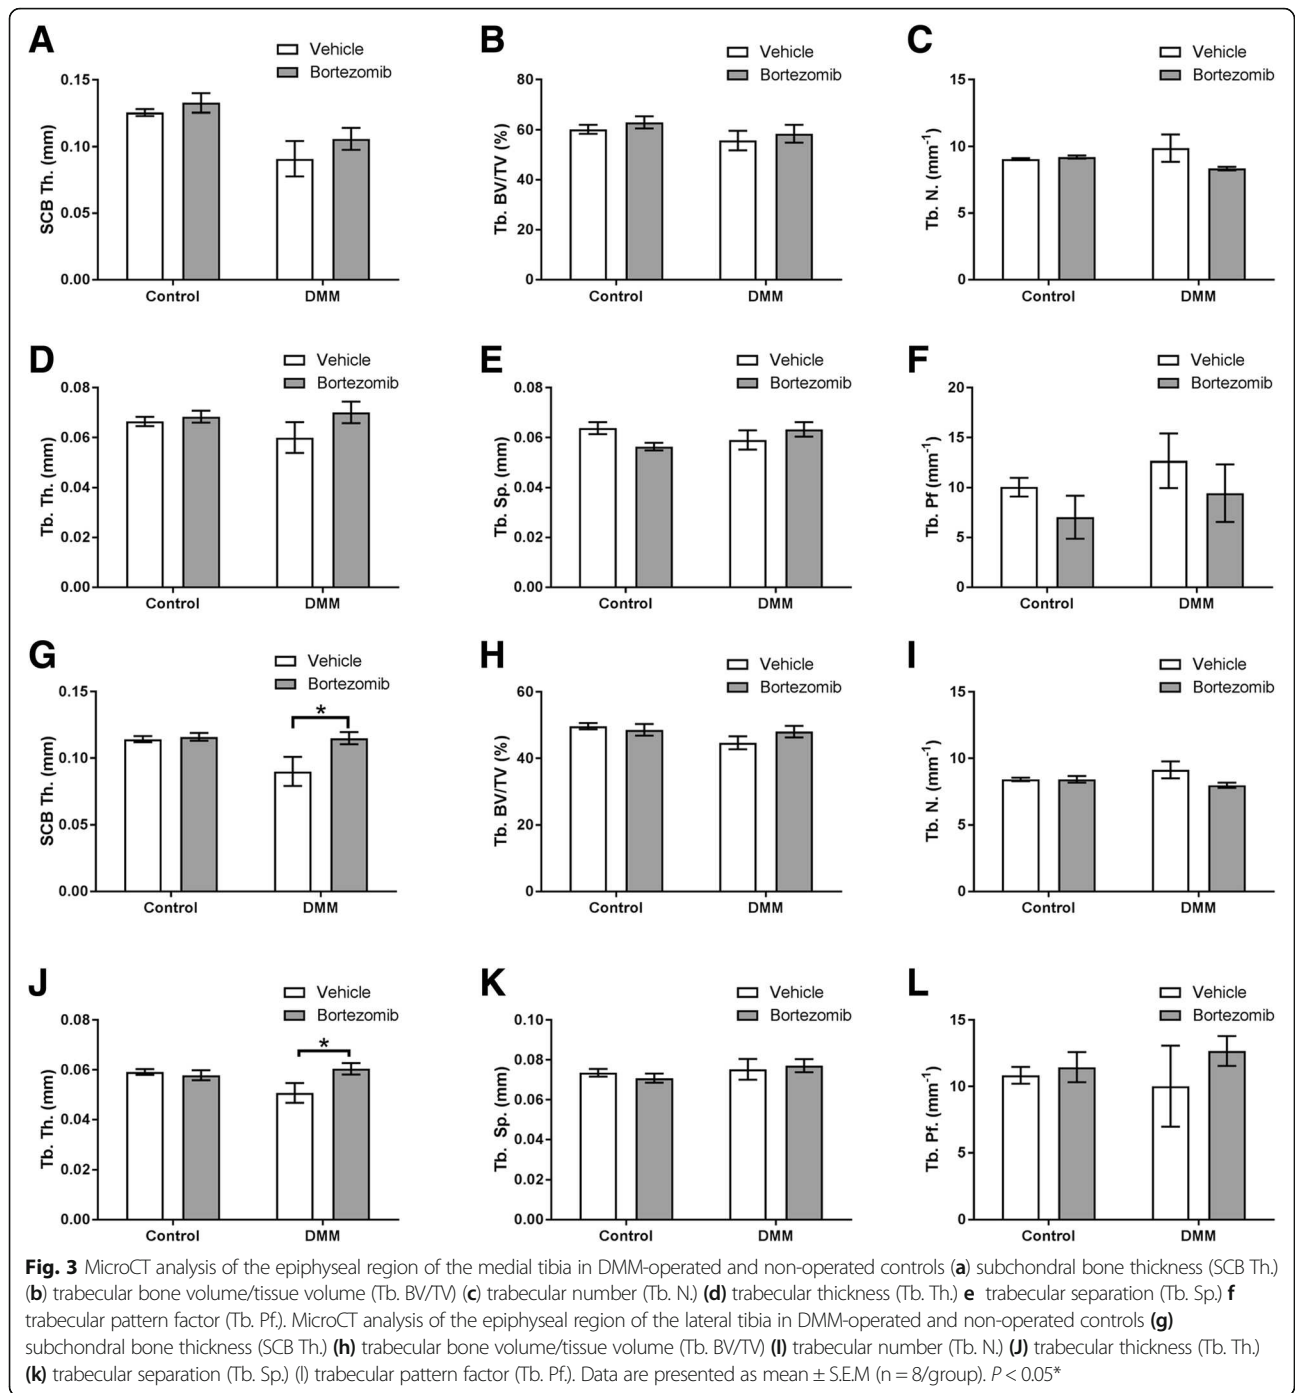 A
Vehicle
Bortezomib
SCB Th. (mm)
0.15
0.10
0.05
0.00
Control DMM
B
Vehicle
Bortezomib
Tb. BV/TV (%)
80
60
40
20
0
Control DMM
C
Vehicle
Bortezomib
Tb. N. (mm⁻¹)
15
10
5
0
Control DMM
D
Vehicle
Bortezomib
Tb. Th. (mm)
0.08
0.06
0.04
0.02
0.00
Control DMM
E
Vehicle
Bortezomib
Tb. Sp. (mm)
0.08
0.06
0.04
0.02
0.00
Control DMM
F
Vehicle
Bortezomib
Tb. Pf (mm⁻¹)
20
15
10
5
0
Control DMM
G
Vehicle
Bortezomib
SCB Th. (mm)
0.15
0.10
0.05
0.00
*
Control DMM
H
Vehicle
Bortezomib
Tb. BV/TV (%)
60
40
20
0
Control DMM
I
Vehicle
Bortezomib
Tb. N. (mm⁻¹)
15
10
5
0
Control DMM
J
Vehicle
Bortezomib
Tb. Th. (mm)
0.08
0.06
0.04
0.02
0.00
*
Control DMM
K
Vehicle
Bortezomib
Tb. Sp. (mm)
0.10
0.08
0.06
0.04
0.02
0.00
Control DMM
L
Vehicle
Bortezomib
Tb. Pf. (mm⁻¹)
15
10
5
0
Control DMM
Fig. 3 MicroCT analysis of the epiphyseal region of the medial tibia in DMM-operated and non-operated controls (a) subchondral bone thickness (SCB Th.)
(b) trabecular bone volume/tissue volume (Tb. BV/TV) (c) trabecular number (Tb. N.) (d) trabecular thickness (Tb. Th.) e trabecular separation (Tb. Sp.) f
trabecular pattern factor (Tb. Pf.). MicroCT analysis of the epiphyseal region of the lateral tibia in DMM-operated and non-operated controls (g)
subchondral bone thickness (SCB Th.) (h) trabecular bone volume/tissue volume (Tb. BV/TV) (I) trabecular number (Tb. N.) (J) trabecular thickness (Tb. Th.)
(k) trabecular separation (Tb. Sp.) (l) trabecular pattern factor (Tb. Pf.). Data are presented as mean ± S.E.M (n = 8/group). P < 0.05*